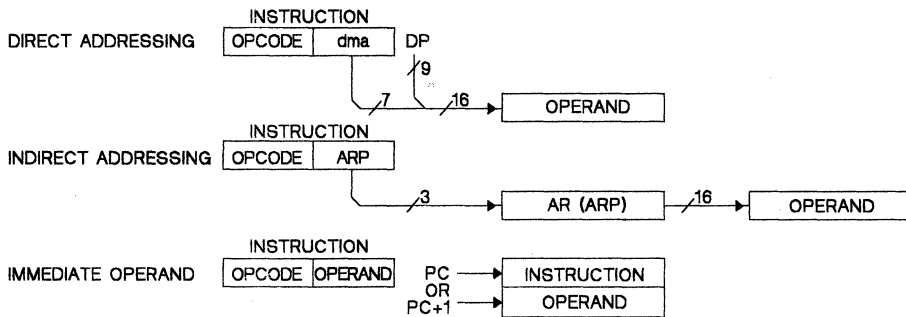 INSTRUCTION
DIRECT ADDRESSING OPCODE dma DP
9
7 16 OPERAND
INSTRUCTION
INDIRECT ADDRESSING OPCODE ARP
3 AR (ARP) 16 OPERAND
INSTRUCTION
IMMEDIATE OPERAND OPCODE OPERAND PC INSTRUCTION
OR
PC+1 OPERAND